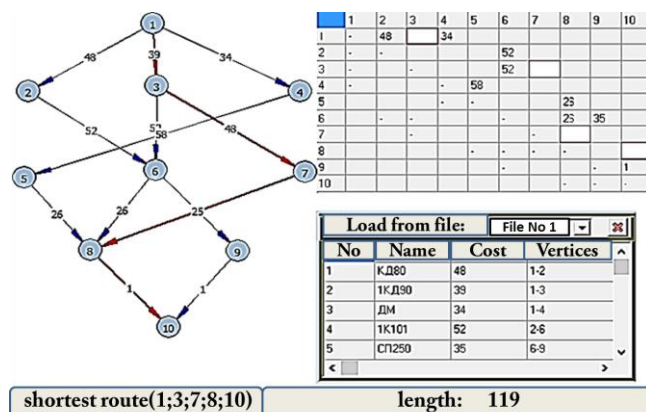 1
48
39
34
2
3
4
52
58
48
5
6
7
26
26
25
8
9
1
1
10
1 2 3 4 5 6 7 8 9 10
1 - 48 34
2 - - 52
3 - - 52
4 - - 58
5 - - 26
6 - - - 26 35
7 - -
8 - - - -
9 - - 1
10 - - -
Load from file: File No 1
No Name Cost Vertices
1 КД80 48 1-2
2 1КД90 39 1-3
3 ДМ 34 1-4
4 1К101 52 2-6
5 СП250 35 6-9
shortest route(1;3;7;8;10) length: 119